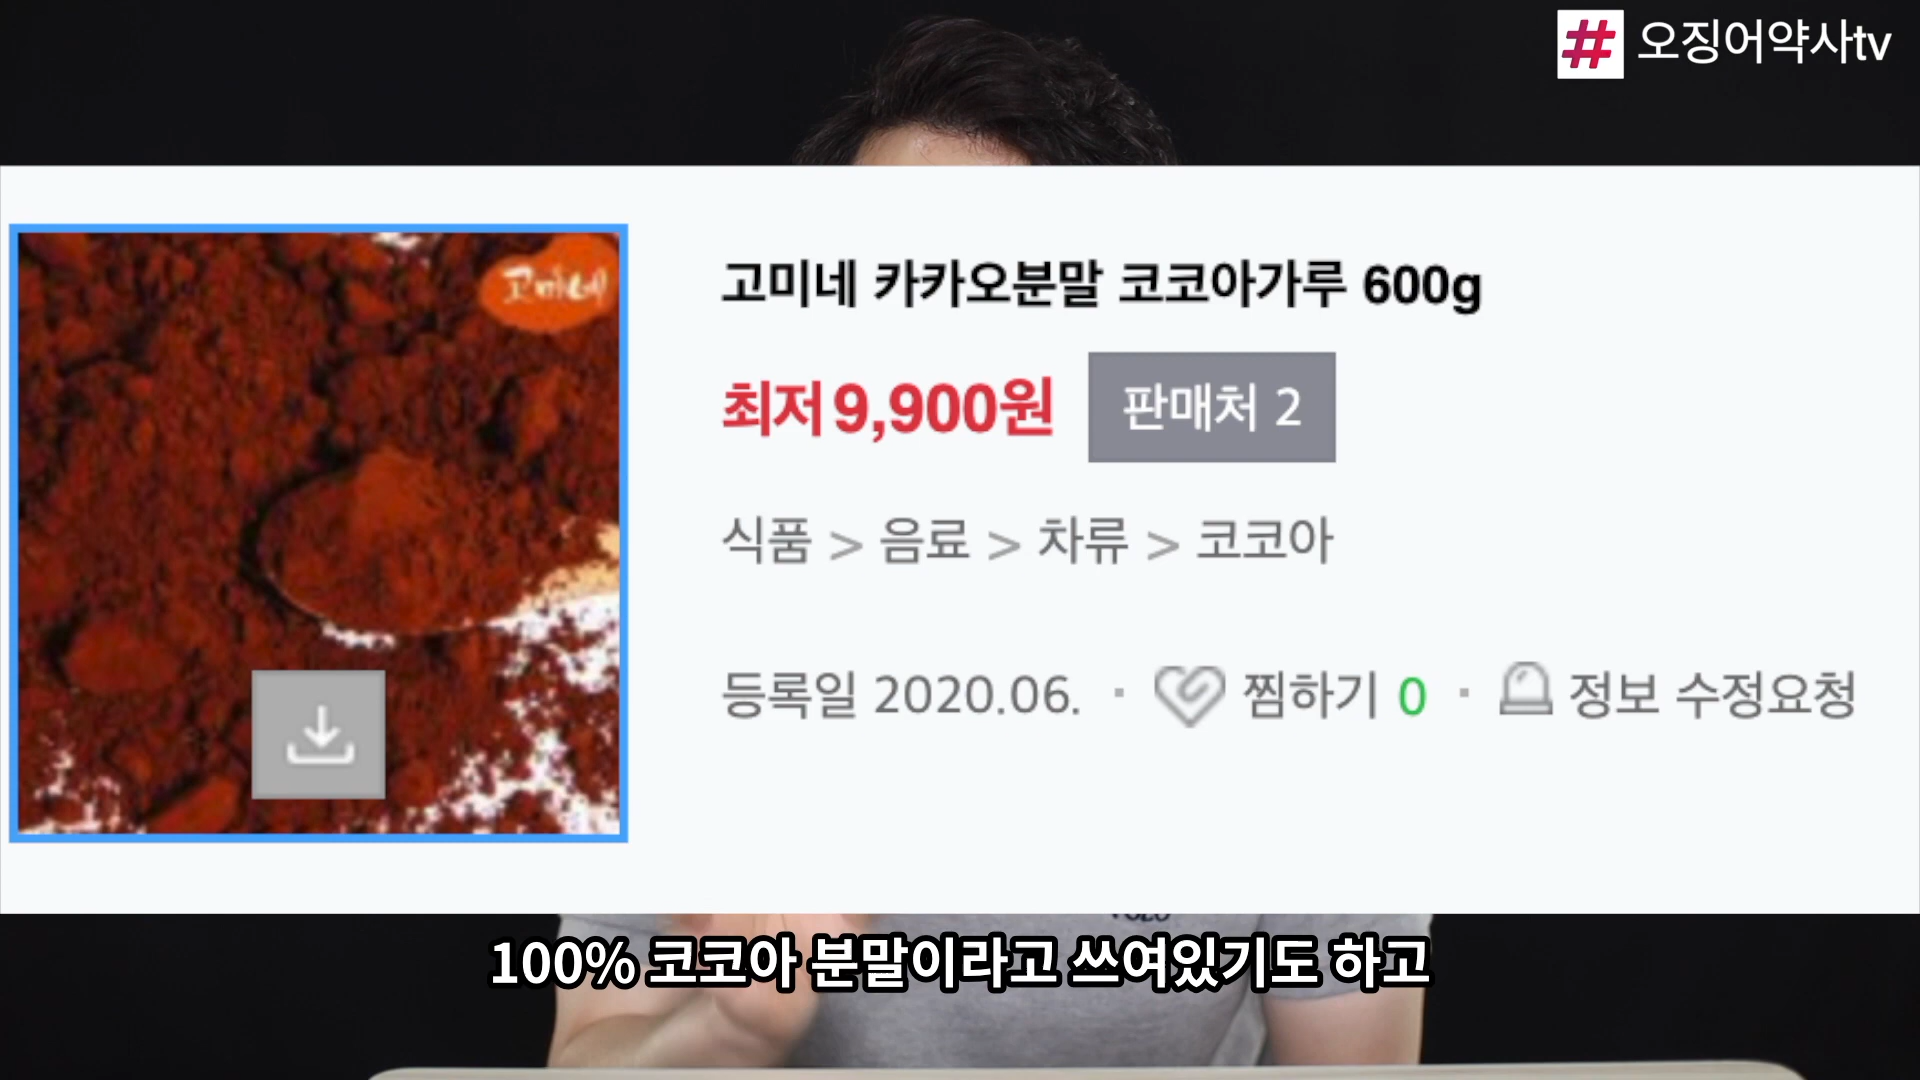 # 오징어약사tv
고미네
고미네 카카오분말 코코아가루 600g
최저 9,900원 판매처 2
식품 > 음료 > 차류 > 코코아
등록일 2020.06. · 찜하기 0 · 정보 수정요청
POLO
100% 코코아 분말이라고 쓰여있기도 하고